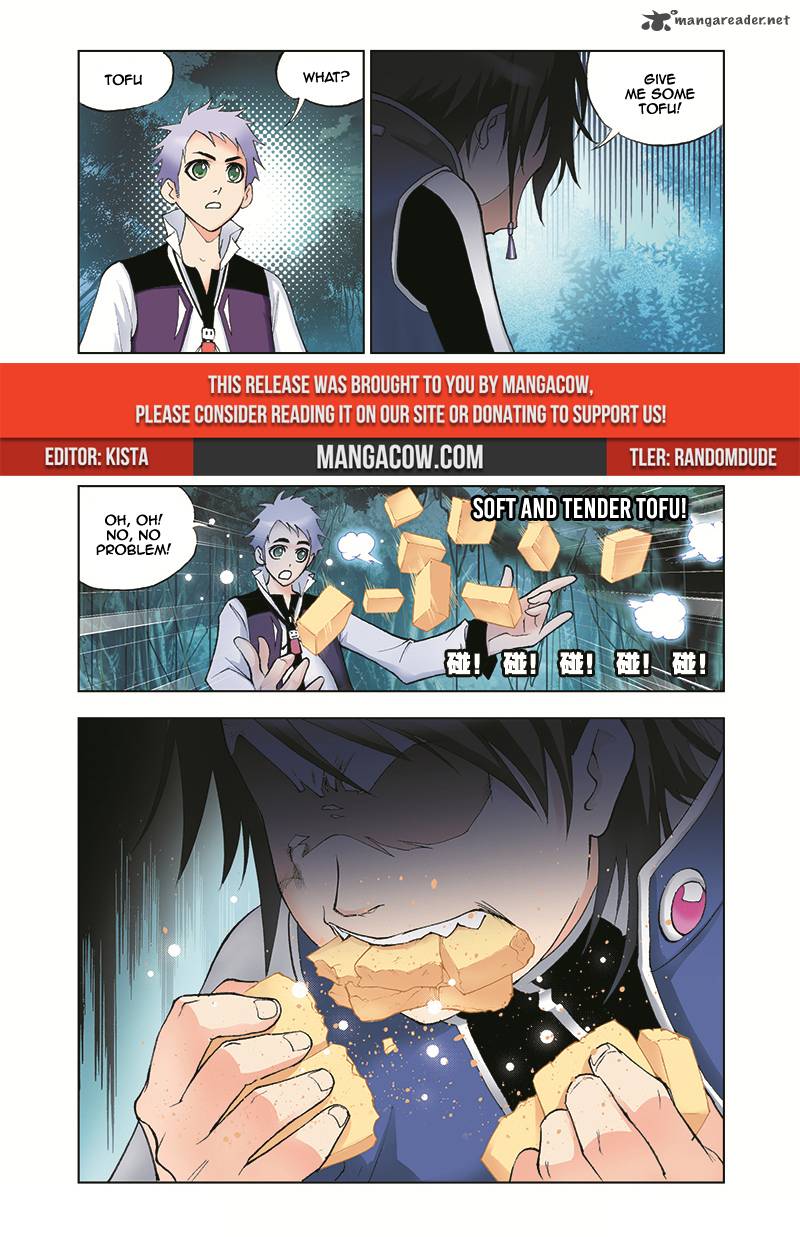 mangareader.net
TOFU
WHAT?
GIVE
ME SOME
TOFU!
THIS RELEASE WAS BROUGHT TO YOU BY MANGACOW,
PLEASE CONSIDER READING IT ON OUR SITE OR DONATING TO SUPPORT US!
EDITOR: KISTA
MANGACOW.COM
TLER: RANDOMDUDE
OH, OH!
NO, NO
PROBLEM!
SOFT AND TENDER TOFU!
碰! 碰! 碰! 碰! 碰!